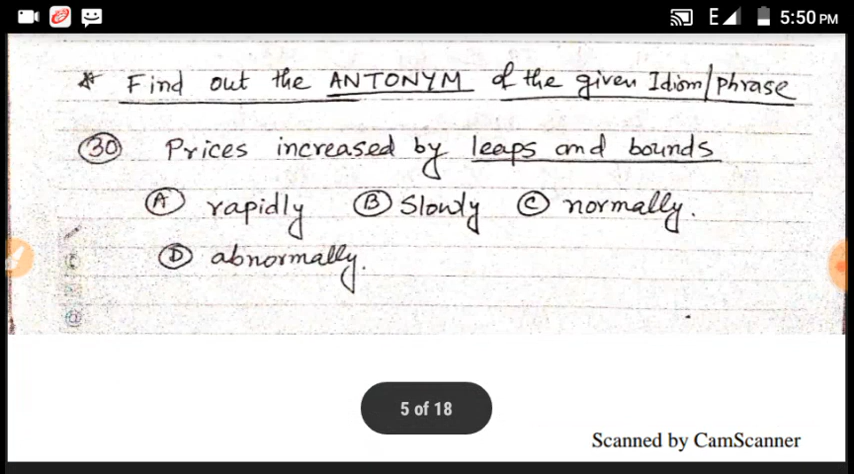 5:50 PM
* Find out the ANTONYM of the given Idiom/Phrase
30 Prices increased by leaps and bounds
A rapidly B Slowly C normally.
D abnormally.
5 of 18
Scanned by CamScanner